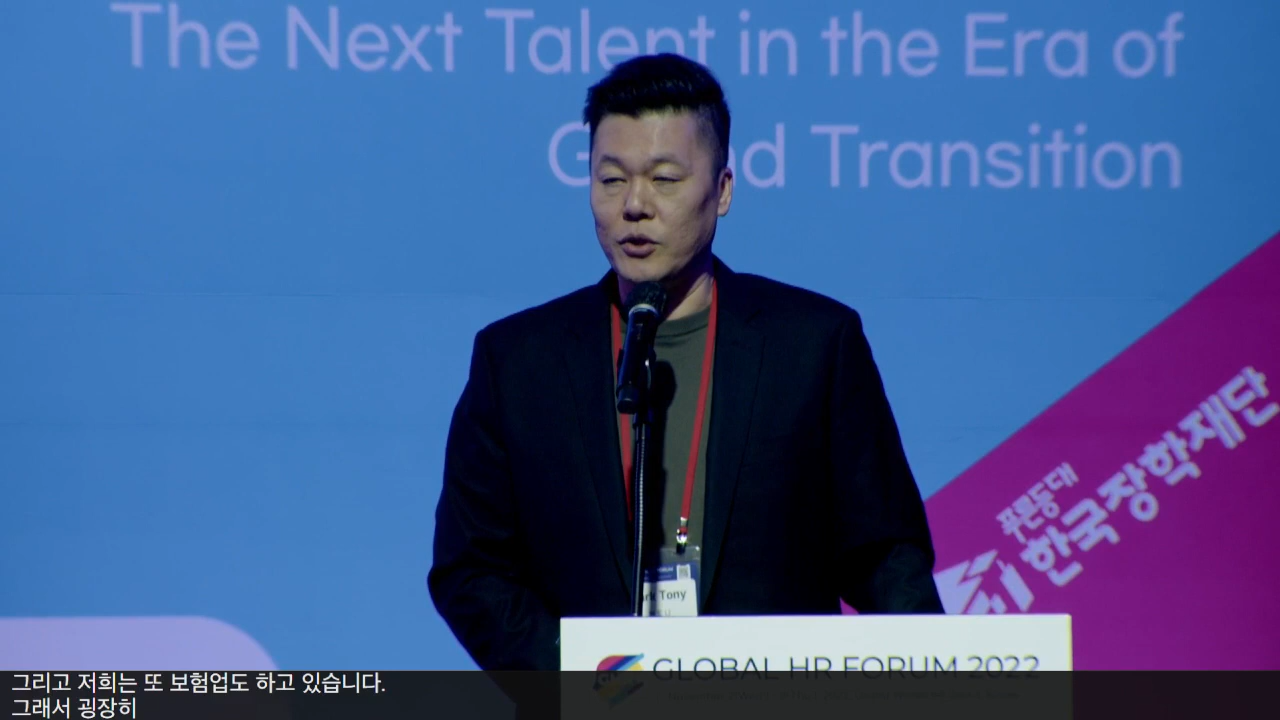 The Next Talent in the Era of
Transition
푸른등대
한국장학재단
Tony
GLOBAL HR FORUM 2022
그리고 저희는 또 보험업도 하고 있습니다.
그래서 굉장히